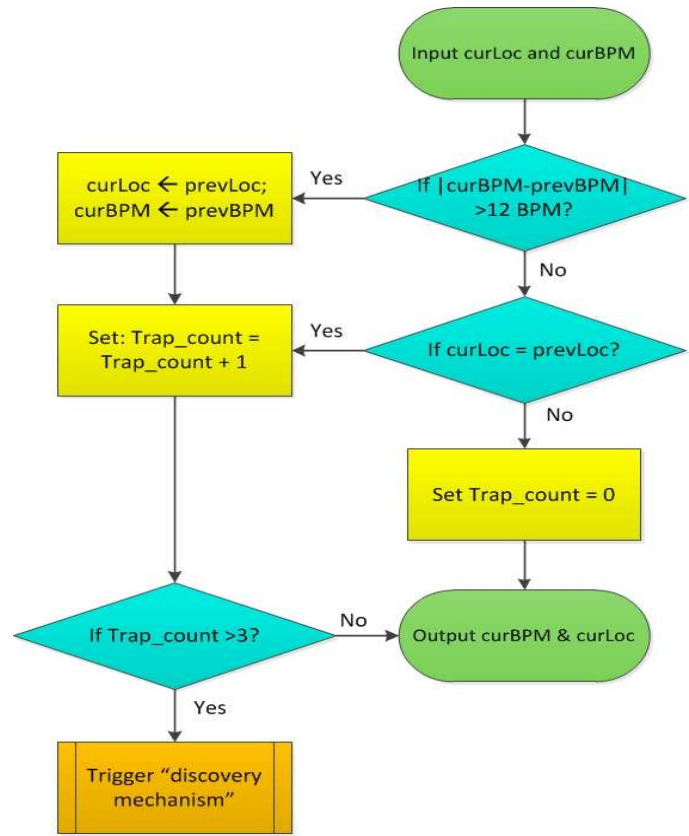 Input curLoc and curBPM
If |curBPM-prevBPM|
>12 BPM?
Yes
curLoc ← prevLoc;
curBPM ← prevBPM
No
If curLoc = prevLoc?
Yes
Set: Trap_count =
Trap_count + 1
No
Set Trap_count = 0
If Trap_count >3?
No
Output curBPM & curLoc
Yes
Trigger “discovery
mechanism”